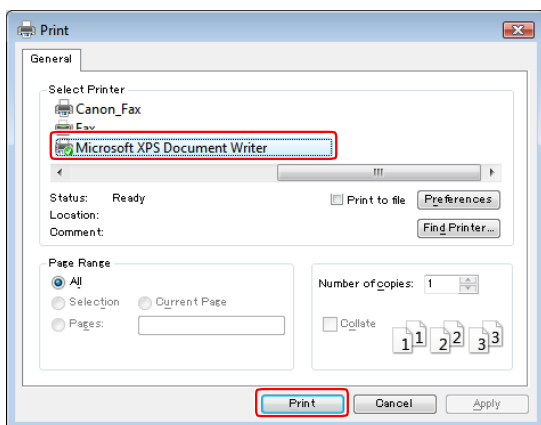 Print
General
Select Printer
Canon_Fax
Fax
Microsoft XPS Document Writer
Status: Ready
Print to file Preferences
Location:
Comment:
Find Printer...
Page Range
All
Selection Current Page
Pages:
Number of copies: 1
Collate
1 1 2 2 3 3
Print Cancel Apply